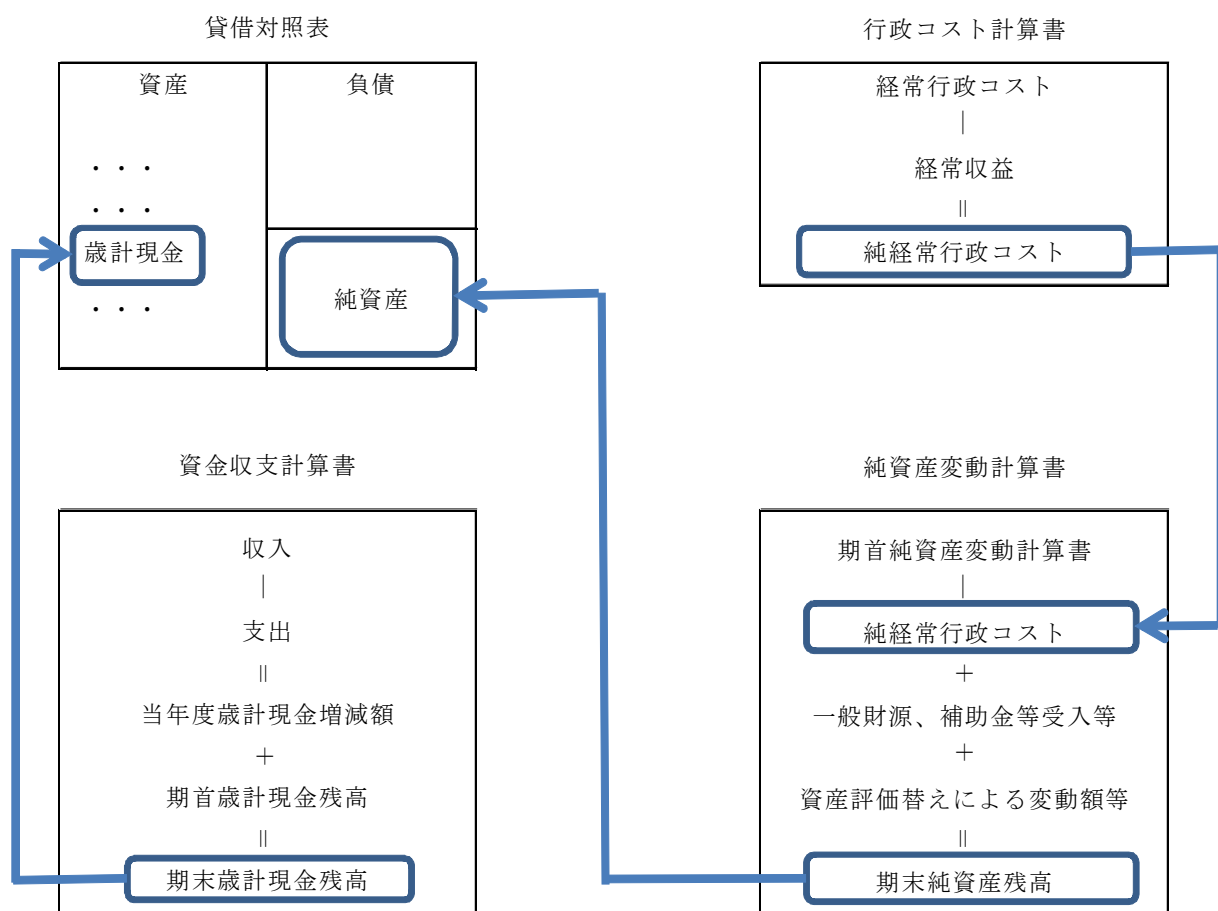 貸借対照表
資産
負債
・・・
・・・
歳計現金
・・・
純資産
行政コスト計算書
経常行政コスト
｜
経常収益
॥
純経常行政コスト
資金収支計算書
収入
｜
支出
॥
当年度歳計現金増減額
＋
期首歳計現金残高
॥
期末歳計現金残高
純資産変動計算書
期首純資産変動計算書
｜
純経常行政コスト
＋
一般財源、補助金等受入等
＋
資産評価替えによる変動額等
॥
期末純資産残高